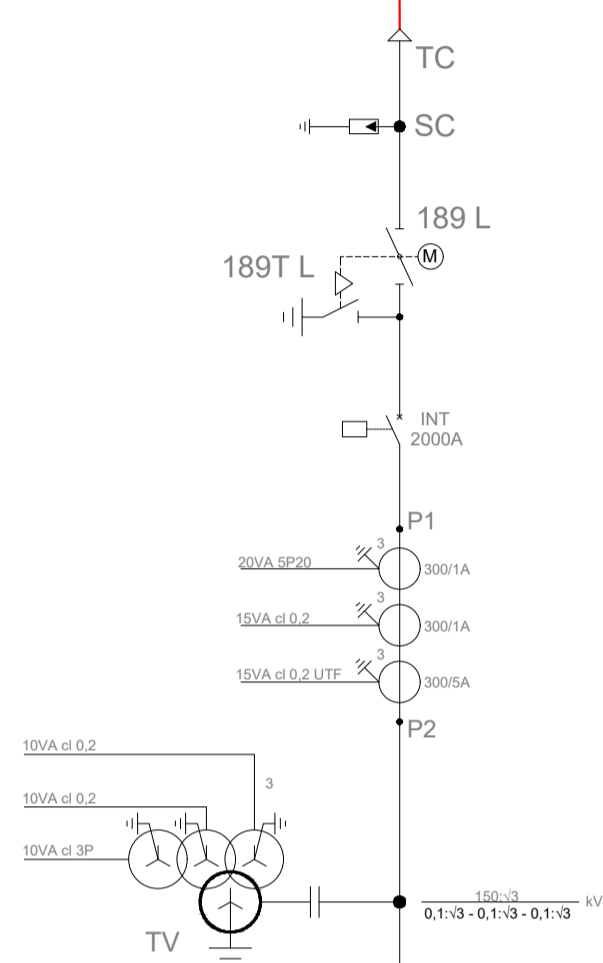 TC
SC
189 L
M
189T L
INT
2000A
P1
3
20VA 5P20
300/1A
3
15VA cl 0,2
300/1A
3
15VA cl 0,2 UTF
300/5A
P2
10VA cl 0,2
3
10VA cl 0,2
10VA cl 3P
150:√3
kV
0,1:√3 - 0,1:√3 - 0,1:√3
TV